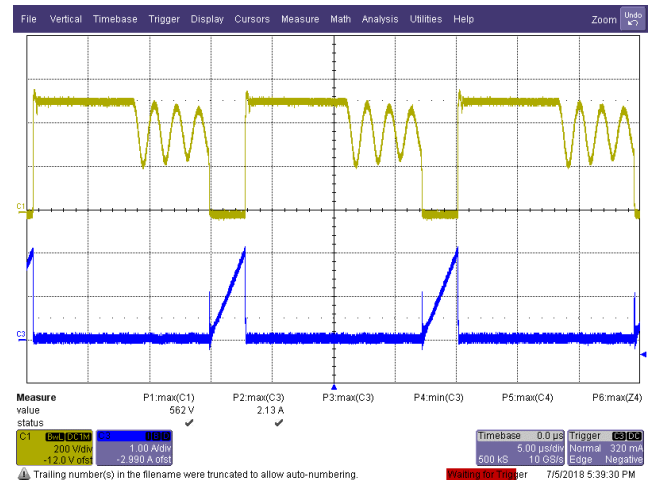 File Vertical Timebase Trigger Display Cursors Measure Math Analysis Utilities Help Zoom Undo
C1
C3
Measure P1:max(C1) P2:max(C3) P3:max(C3) P4:min(C3) P5:max(C4) P6:max(Z4)
value 562 V 2.13 A
status
C1 BwL DC1M
200 V/div
-12.0 V ofst
1.00 A/div
-2.990 A ofst
Timebase 0.0 µs
5.00 µs/div
500 kS 10 GS/s
Trigger C3 DC
Normal 320 mA
Edge Negative
Trailing number(s) in the filename were truncated to allow auto-numbering.
Waiting for Trigger 7/5/2018 5:39:30 PM